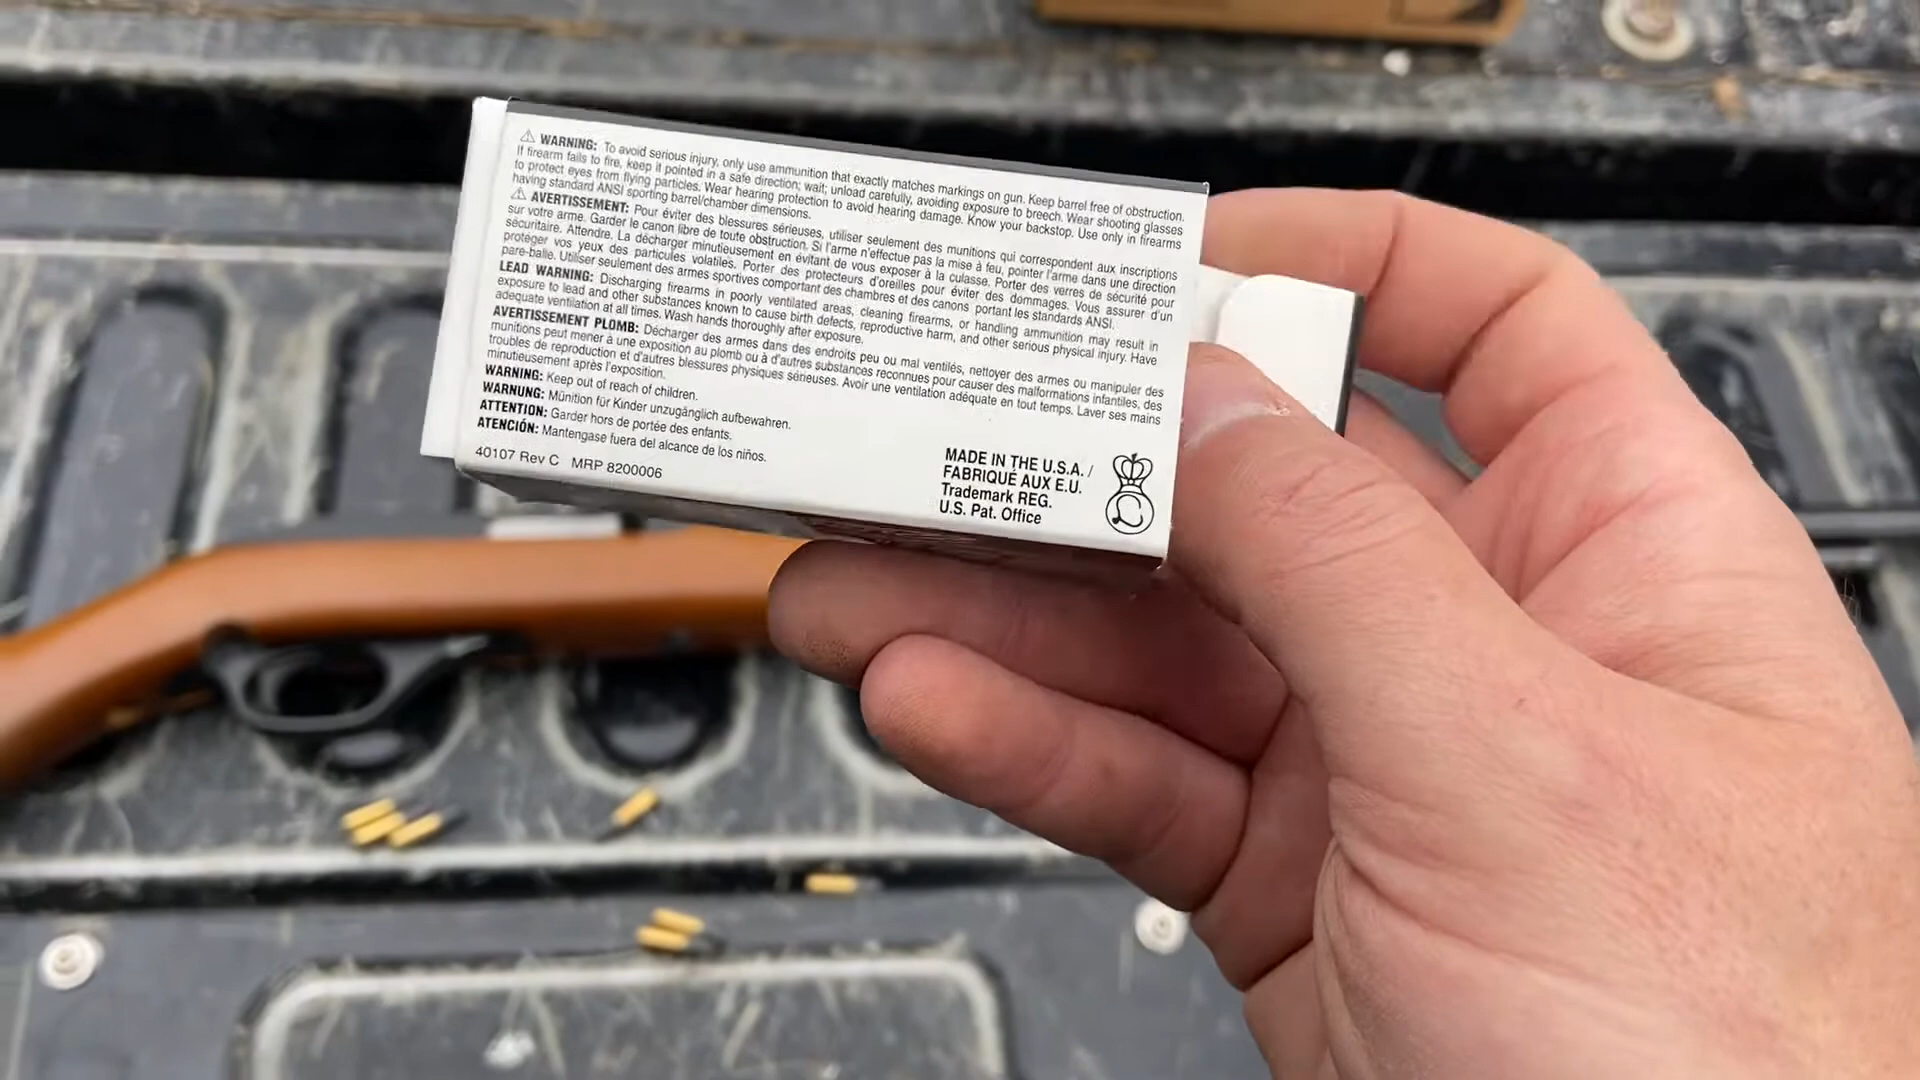 ⚠ WARNING: To avoid serious injury, only use ammunition that exactly matches markings on gun. Keep barrel free of obstruction.
If firearm fails to fire, keep it pointed in a safe direction; wait; unload carefully, avoiding exposure to breech. Wear shooting glasses
to protect eyes from flying particles. Wear hearing protection to avoid hearing damage. Know your backstop. Use only in firearms
having standard ANSI sporting barrel/chamber dimensions.
⚠ AVERTISSEMENT: Pour éviter des blessures sérieuses, utiliser seulement des munitions qui correspondent aux inscriptions
sur votre arme. Garder le canon libre de toute obstruction. Si l'arme n'effectue pas la mise à feu, pointer l'arme dans une direction
sécuritaire. Attendre. La décharger minutieusement en évitant de vous exposer à la culasse. Porter des verres de sécurité pour
protéger vos yeux des particules volatiles. Porter des protecteurs d'oreilles pour éviter des dommages. Vous assurer d'un
pare-balle. Utiliser seulement des armes sportives comportant des chambres et des canons portant les standards ANSI.
LEAD WARNING: Discharging firearms in poorly ventilated areas, cleaning firearms, or handling ammunition may result in
exposure to lead and other substances known to cause birth defects, reproductive harm, and other serious physical injury. Have
adequate ventilation at all times. Wash hands thoroughly after exposure.
AVERTISSEMENT PLOMB: Décharger des armes dans des endroits peu ou mal ventilés, nettoyer des armes ou manipuler des
munitions peut mener à une exposition au plomb ou à d'autres substances reconnues pour causer des malformations infantiles, des
troubles de reproduction et d'autres blessures physiques sérieuses. Avoir une ventilation adéquate en tout temps. Laver ses mains
minutieusement après l'exposition.
WARNING: Keep out of reach of children.
WARNUNG: Münition für Kinder unzugänglich aufbewahren.
ATTENTION: Garder hors de portée des enfants.
ATENCIÓN: Mantengase fuera del alcance de los niños.
40107 Rev C MRP 8200006
MADE IN THE U.S.A. /
FABRIQUÉ AUX E.U.
Trademark REG.
U.S. Pat. Office